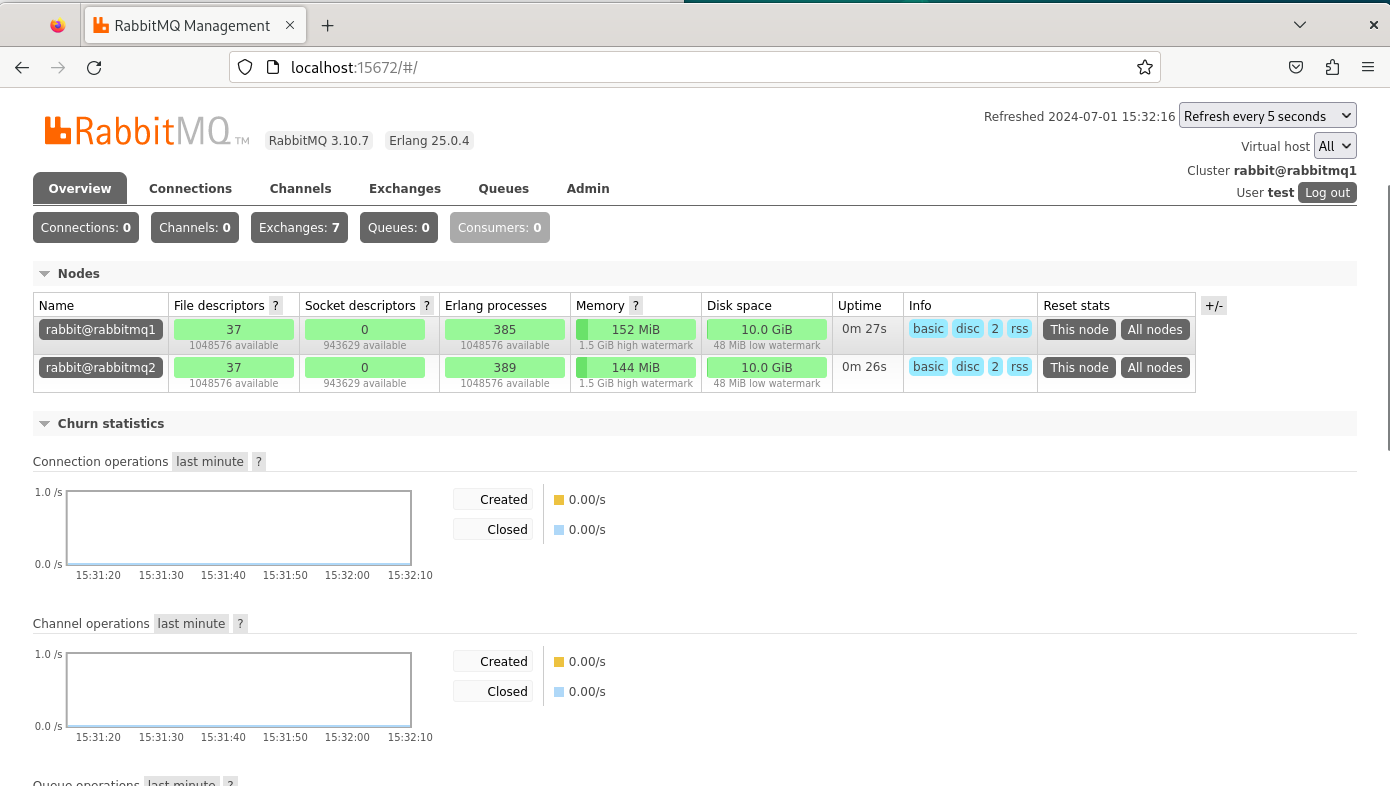 RabbitMQ Management
localhost:15672/#/
RabbitMQ TM RabbitMQ 3.10.7 Erlang 25.0.4
Refreshed 2024-07-01 15:32:16 Refresh every 5 seconds
Virtual host All
Cluster rabbit@rabbitmq1
User test Log out
Overview Connections Channels Exchanges Queues Admin
Connections: 0 Channels: 0 Exchanges: 7 Queues: 0 Consumers: 0
Nodes
Name File descriptors ? Socket descriptors ? Erlang processes Memory ? Disk space Uptime Info Reset stats +/-
rabbit@rabbitmq1 37 0 385 152 MiB 10.0 GiB 0m 27s basic disc 2 rss This node All nodes
1048576 available 943629 available 1048576 available 1.5 GiB high watermark 48 MiB low watermark
rabbit@rabbitmq2 37 0 389 144 MiB 10.0 GiB 0m 26s basic disc 2 rss This node All nodes
1048576 available 943629 available 1048576 available 1.5 GiB high watermark 48 MiB low watermark
Churn statistics
Connection operations last minute ?
1.0 /s
0.0 /s
15:31:20 15:31:30 15:31:40 15:31:50 15:32:00 15:32:10
Created 0.00/s
Closed 0.00/s
Channel operations last minute ?
1.0 /s
0.0 /s
15:31:20 15:31:30 15:31:40 15:31:50 15:32:00 15:32:10
Created 0.00/s
Closed 0.00/s
Queue operations last minute ?